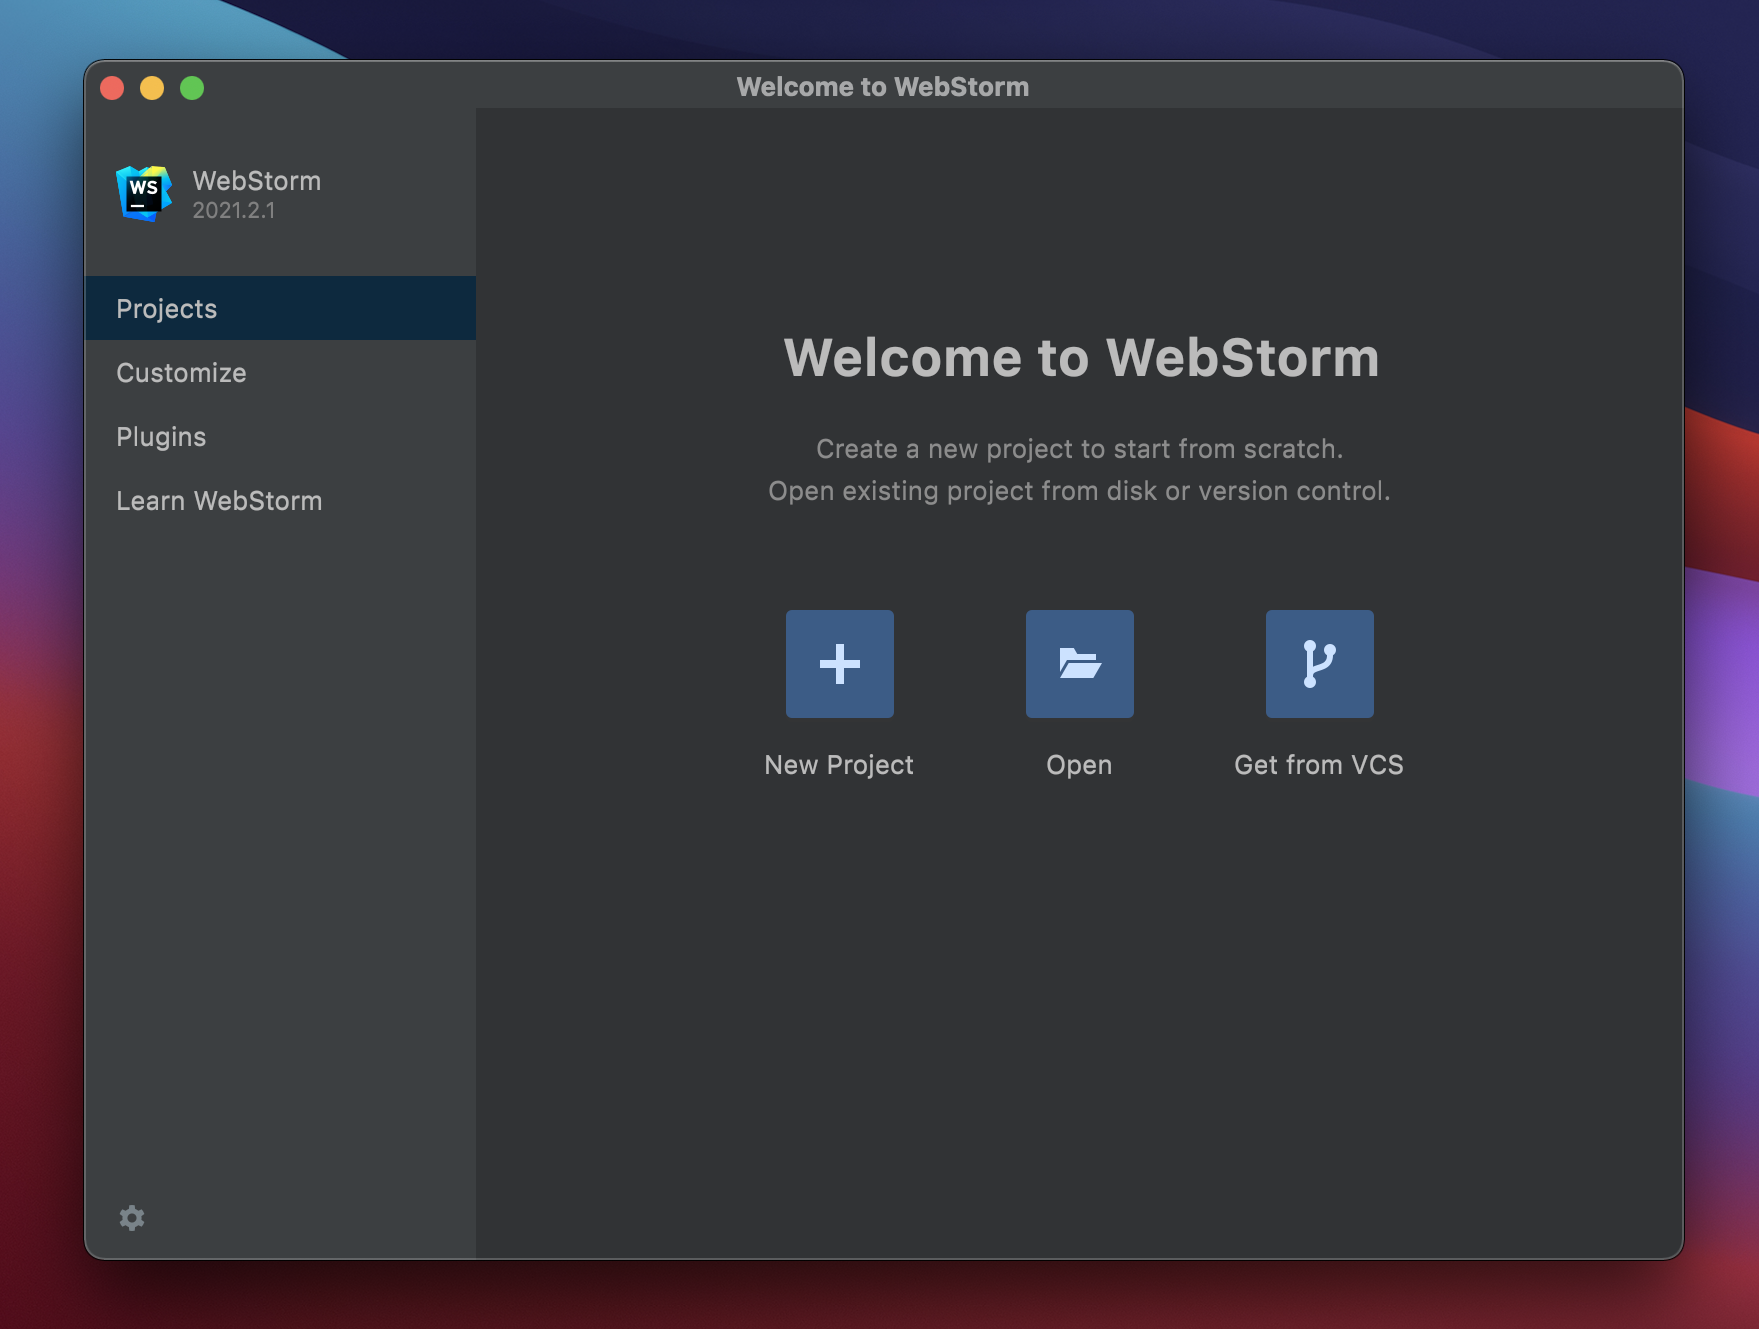 Welcome to WebStorm
WS
WebStorm
2021.2.1
Projects
Customize
Plugins
Learn WebStorm
Welcome to WebStorm
Create a new project to start from scratch.
Open existing project from disk or version control.
New Project
Open
Get from VCS